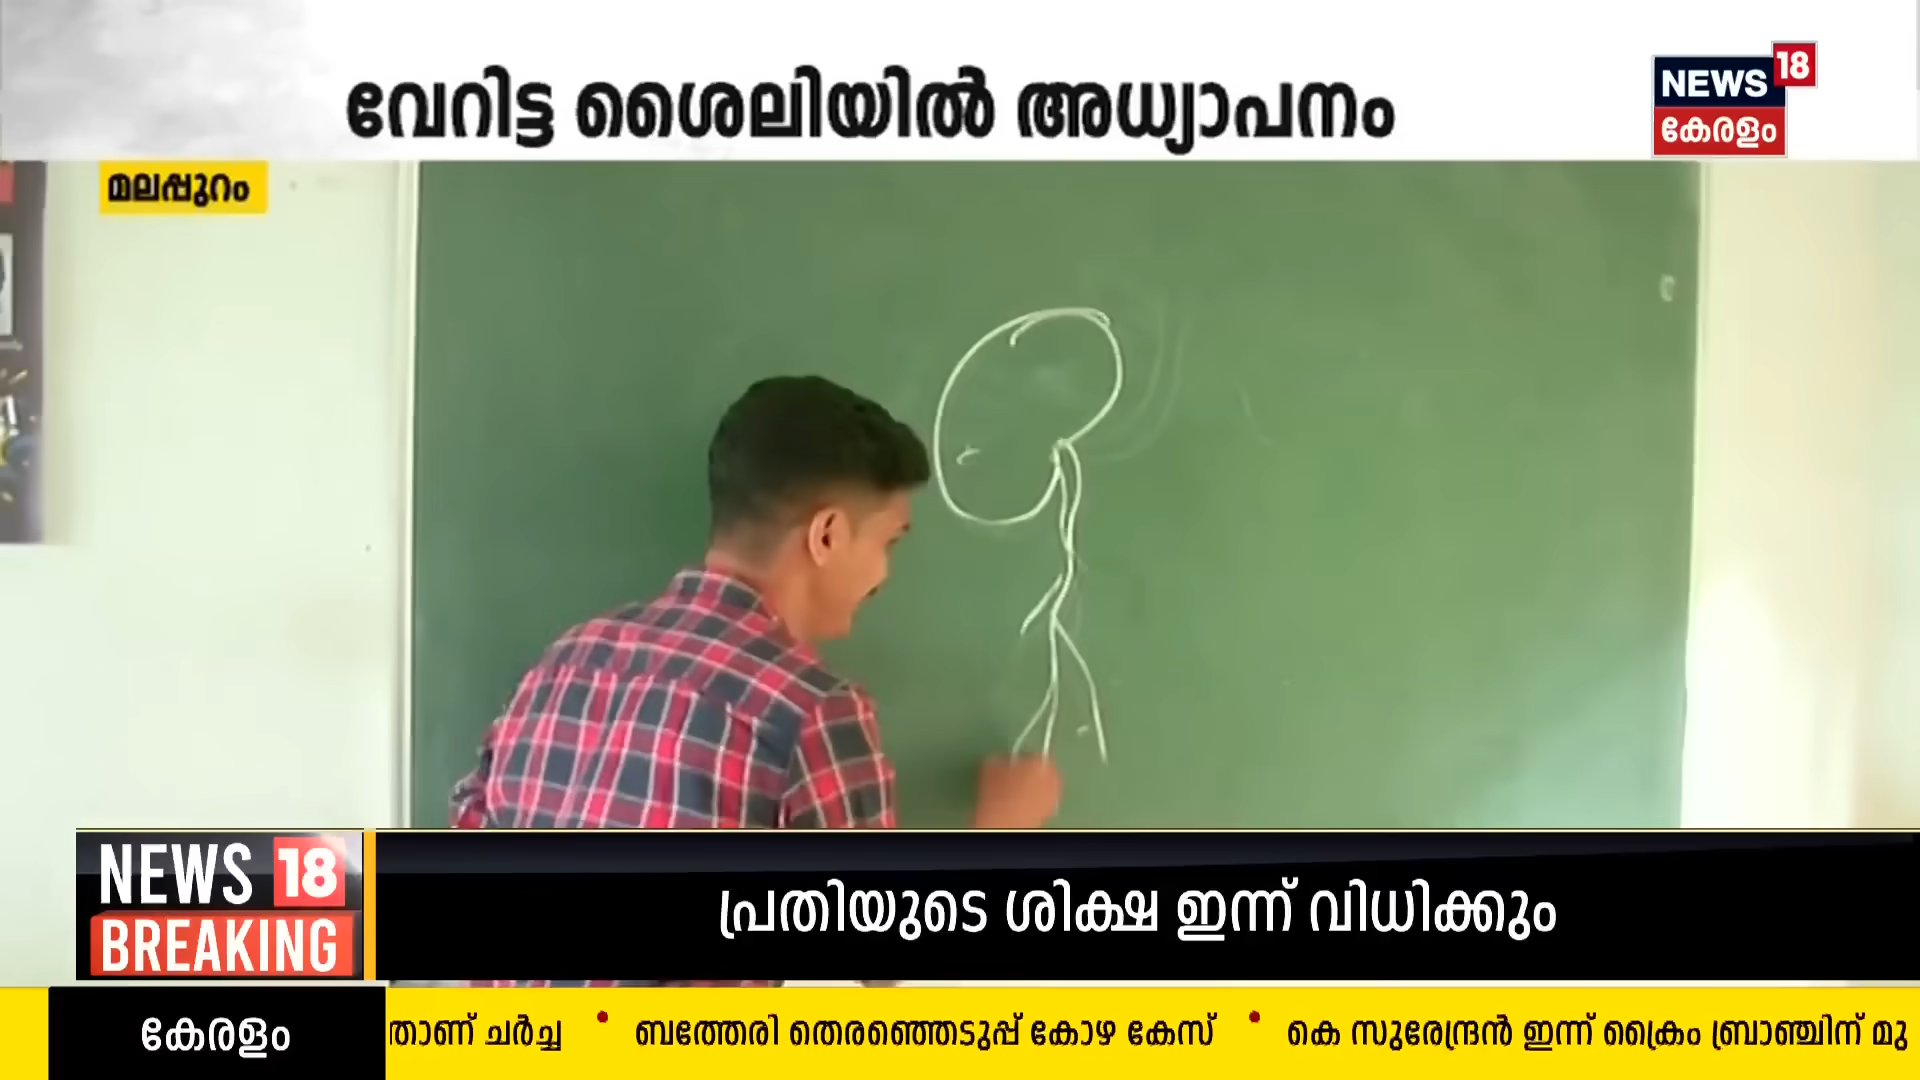 വേറിട്ട ശൈലിയിൽ അധ്യാപനം
NEWS 18
കേരളം
മലപ്പുറം
NEWS 18
BREAKING
പ്രതിയുടെ ശിക്ഷ ഇന്ന് വിധിക്കും
കേരളം
താണ് ചർച്ച • ബത്തേരി തെരഞ്ഞെടുപ്പ് കോഴ കേസ് • കെ സുരേന്ദ്രൻ ഇന്ന് ക്രൈം ബ്രാഞ്ചിന് മു